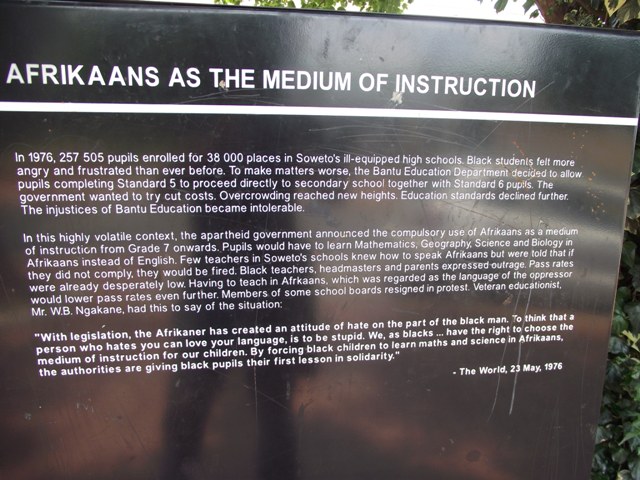 AFRIKAANS AS THE MEDIUM OF INSTRUCTION
In 1976, 257 505 pupils enrolled for 38 000 places in Soweto's ill-equipped high schools. Black students felt more
angry and frustrated than ever before. To make matters worse, the Bantu Education Department decided to allow
pupils completing Standard 5 to proceed directly to secondary school together with Standard 6 pupils. The
government wanted to try cut costs. Overcrowding reached new heights. Education standards declined further.
The injustices of Bantu Education became intolerable.
In this highly volatile context, the apartheid government announced the compulsory use of Afrikaans as a medium
of instruction from Grade 7 onwards. Pupils would have to learn Mathematics, Geography, Science and Biology in
Afrikaans instead of English. Few teachers in Soweto's schools knew how to speak Afrikaans but were told that if
they did not comply, they would be fired. Black teachers, headmasters and parents expressed outrage. Pass rates
were already desperately low. Having to teach in Afrkaans, which was regarded as the language of the oppressor
would lower pass rates even further. Members of some school boards resigned in protest. Veteran educationist,
Mr. W.B. Ngakane, had this to say of the situation:
"With legislation, the Afrikaner has created an attitude of hate on the part of the black man. To think that a
person who hates you can love your language, is to be stupid. We, as blacks ... have the right to choose the
medium of instruction for our children. By forcing black children to learn maths and science in Afrikaans,
the authorities are giving black pupils their first lesson in solidarity."
- The World, 23 May, 1976